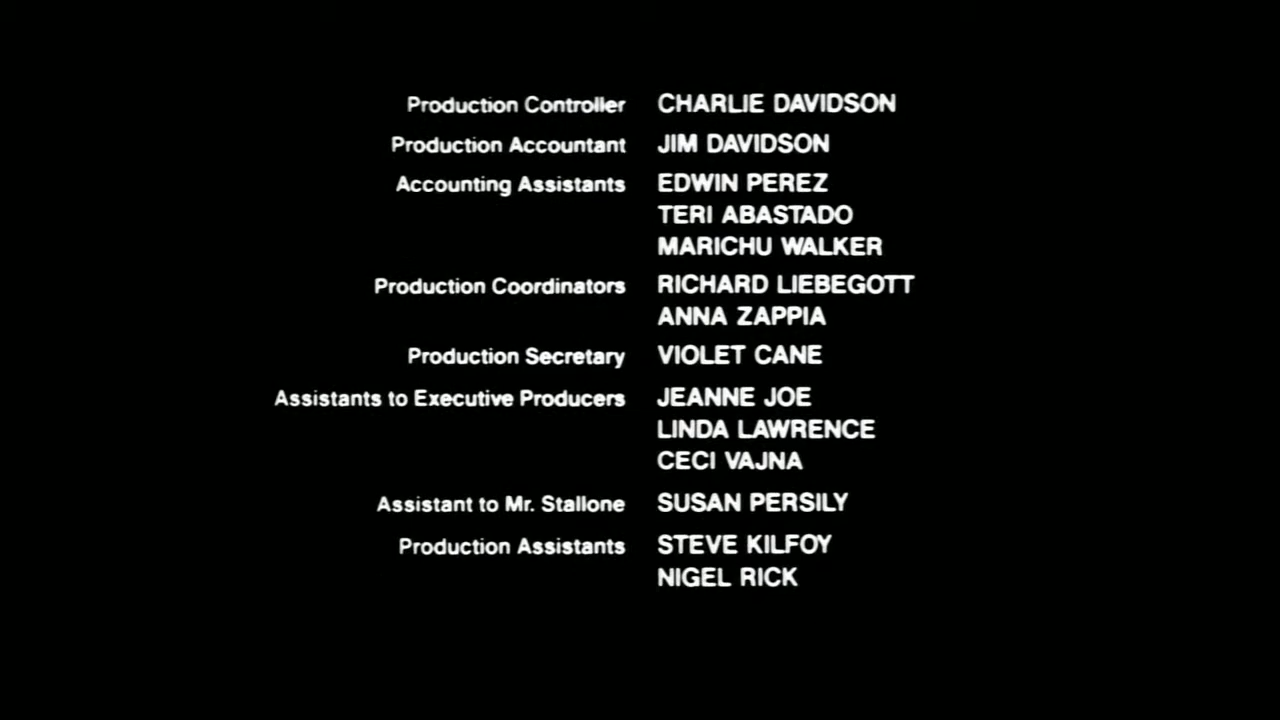 Production Controller CHARLIE DAVIDSON
Production Accountant JIM DAVIDSON
Accounting Assistants EDWIN PEREZ
TERI ABASTADO
MARICHU WALKER
Production Coordinators RICHARD LIEBEGOTT
ANNA ZAPPIA
Production Secretary VIOLET CANE
Assistants to Executive Producers JEANNE JOE
LINDA LAWRENCE
CECI VAJNA
Assistant to Mr. Stallone SUSAN PERSILY
Production Assistants STEVE KILFOY
NIGEL RICK